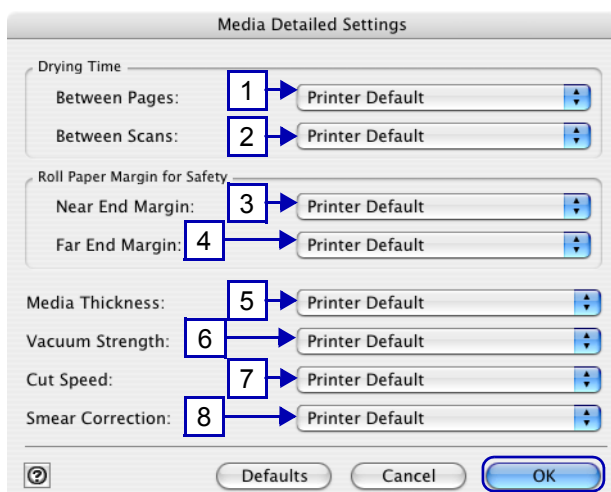 Media Detailed Settings
Drying Time
Between Pages: 1 Printer Default
Between Scans: 2 Printer Default
Roll Paper Margin for Safety
Near End Margin: 3 Printer Default
Far End Margin: 4 Printer Default
Media Thickness: 5 Printer Default
Vacuum Strength: 6 Printer Default
Cut Speed: 7 Printer Default
Smear Correction: 8 Printer Default
? Defaults Cancel OK